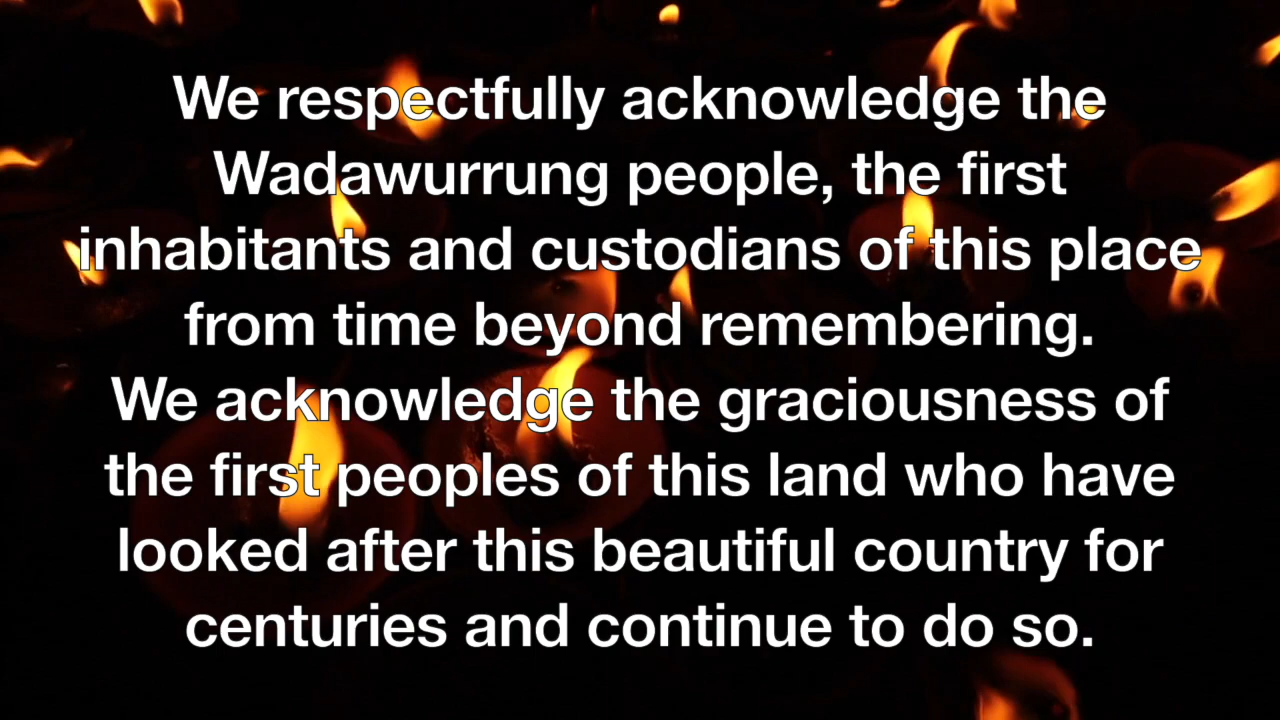 We respectfully acknowledge the
Wadawurrung people, the first
inhabitants and custodians of this place
from time beyond remembering.
We acknowledge the graciousness of
the first peoples of this land who have
looked after this beautiful country for
centuries and continue to do so.